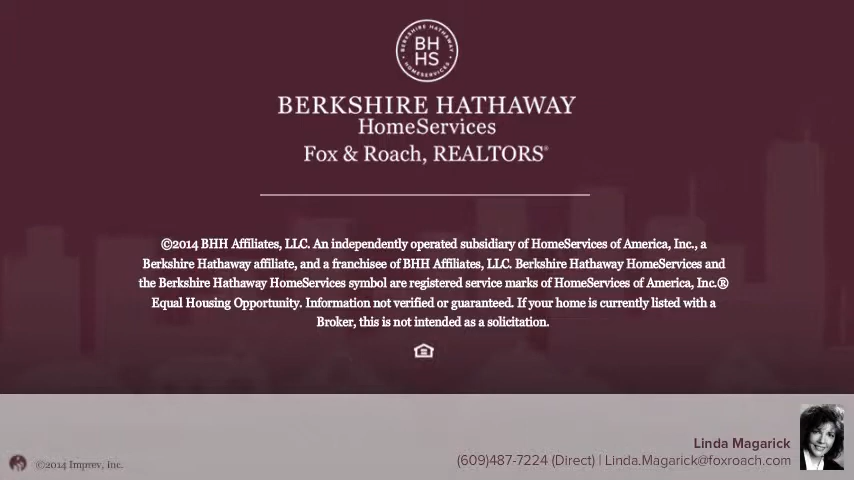 BERKSHIRE HATHAWAY
HOMESERVICES
BH
HS
BERKSHIRE HATHAWAY
HomeServices
Fox & Roach, REALTORS®
©2014 BHH Affiliates, LLC. An independently operated subsidiary of HomeServices of America, Inc., a
Berkshire Hathaway affiliate, and a franchisee of BHH Affiliates, LLC. Berkshire Hathaway HomeServices and
the Berkshire Hathaway HomeServices symbol are registered service marks of HomeServices of America, Inc.®
Equal Housing Opportunity. Information not verified or guaranteed. If your home is currently listed with a
Broker, this is not intended as a solicitation.
Linda Magarick
(609)487-7224 (Direct) | Linda.Magarick@foxroach.com
©2014 Imprev, Inc.